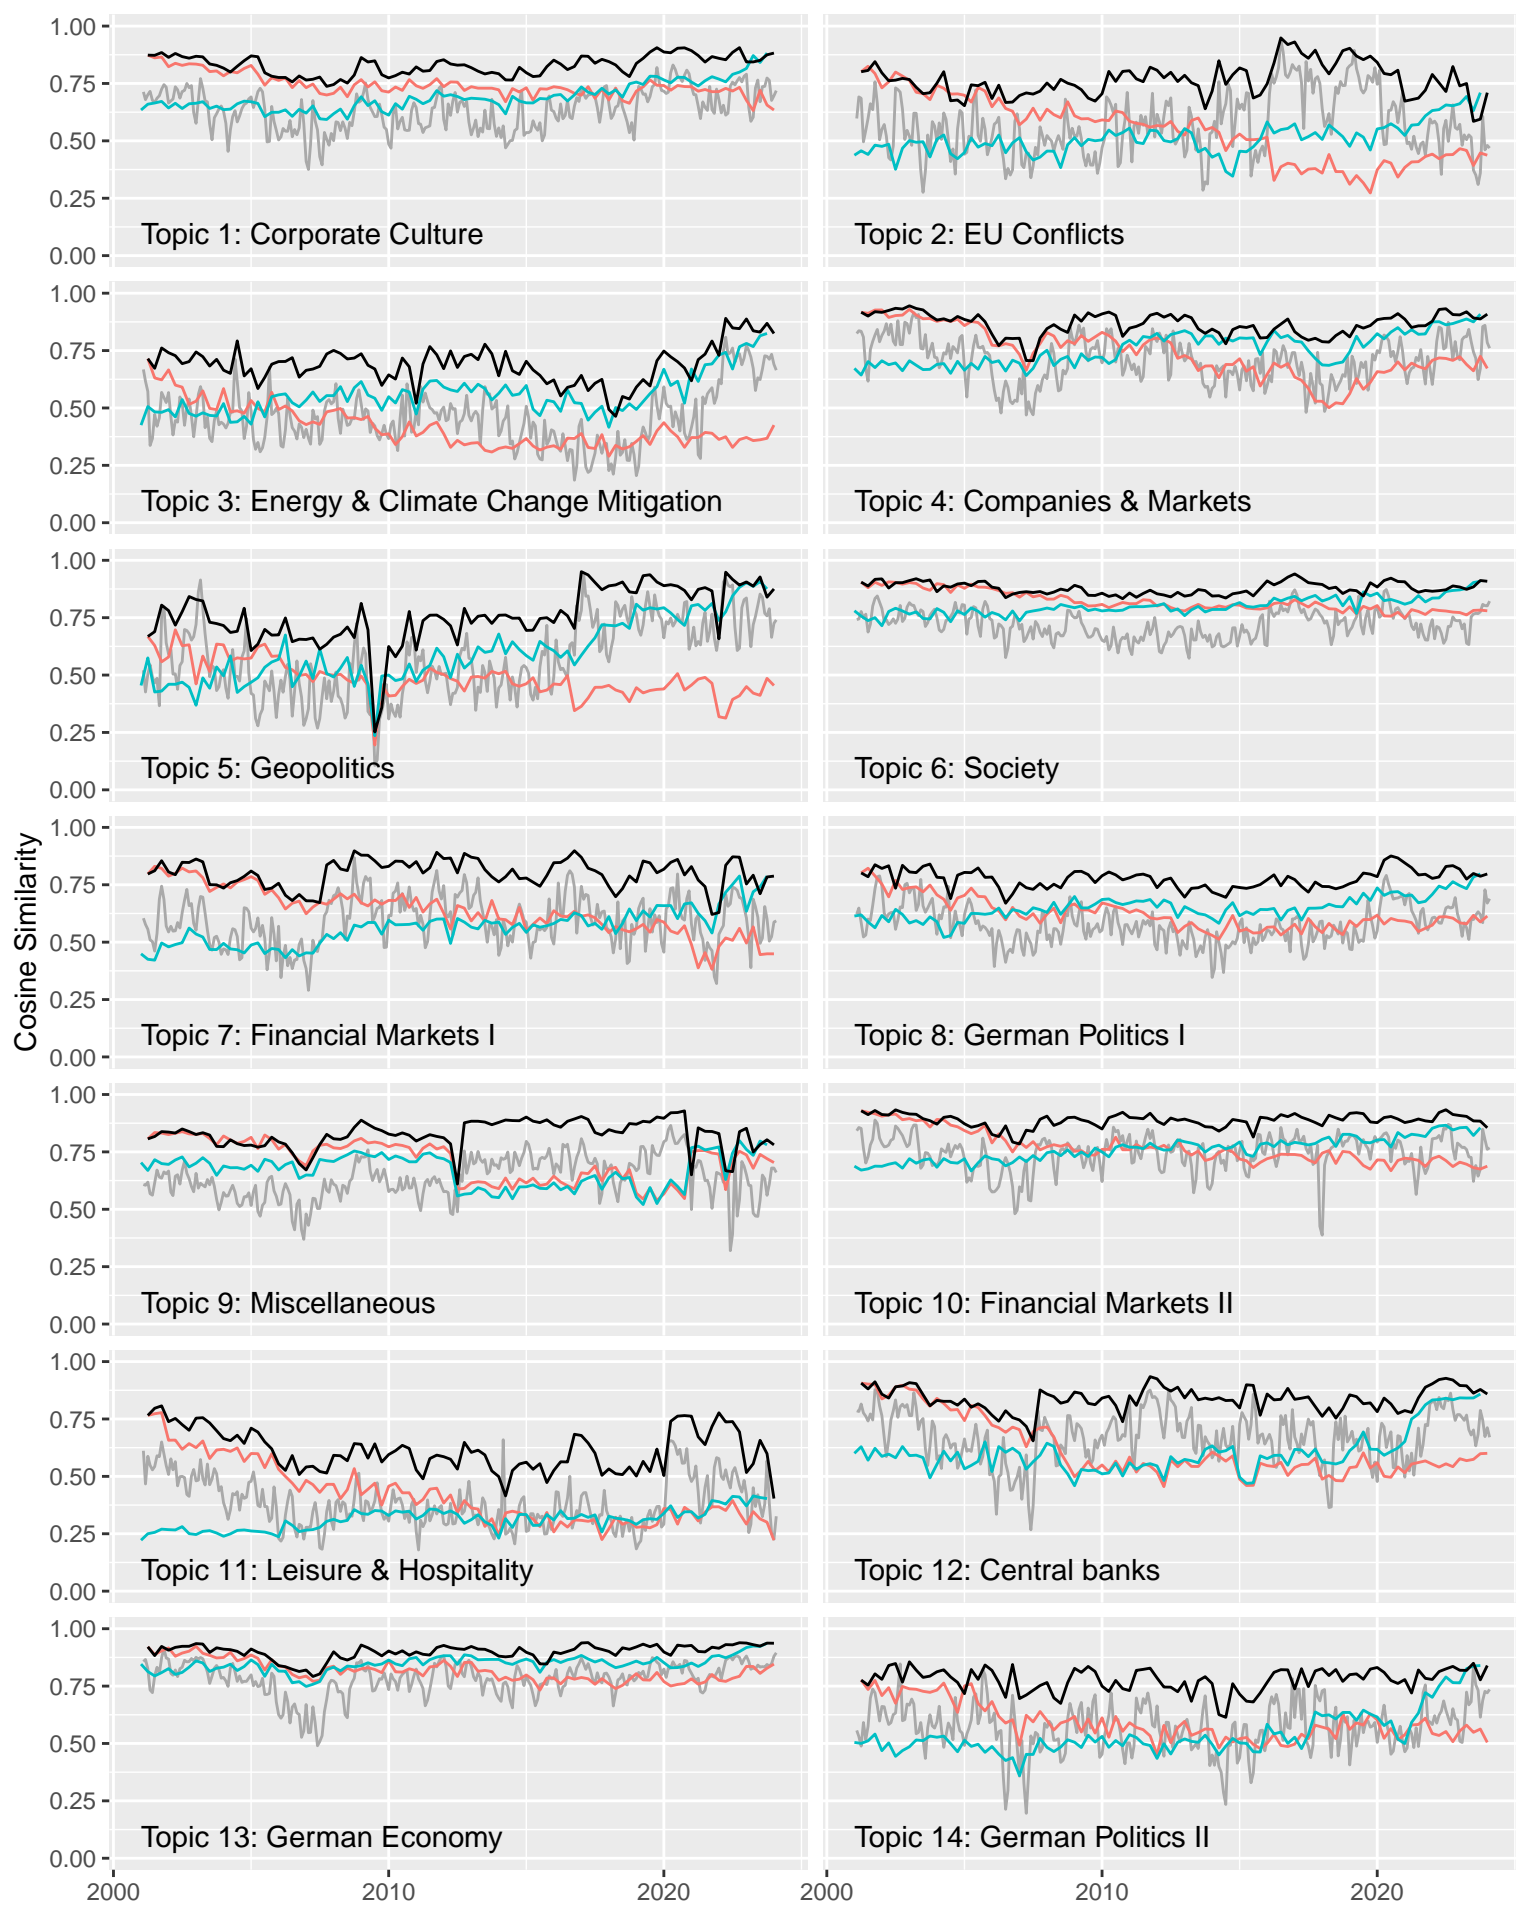 1.00
0.75
0.50
0.25
0.00
Topic 1: Corporate Culture
Topic 2: EU Conflicts
1.00
0.75
0.50
0.25
0.00
Topic 3: Energy & Climate Change Mitigation
Topic 4: Companies & Markets
1.00
0.75
0.50
0.25
0.00
Topic 5: Geopolitics
Topic 6: Society
Cosine Similarity
1.00
0.75
0.50
0.25
0.00
Topic 7: Financial Markets I
Topic 8: German Politics I
1.00
0.75
0.50
0.25
0.00
Topic 9: Miscellaneous
Topic 10: Financial Markets II
1.00
0.75
0.50
0.25
0.00
Topic 11: Leisure & Hospitality
Topic 12: Central banks
1.00
0.75
0.50
0.25
0.00
Topic 13: German Economy
Topic 14: German Politics II
2000 2010 2020 2000 2010 2020